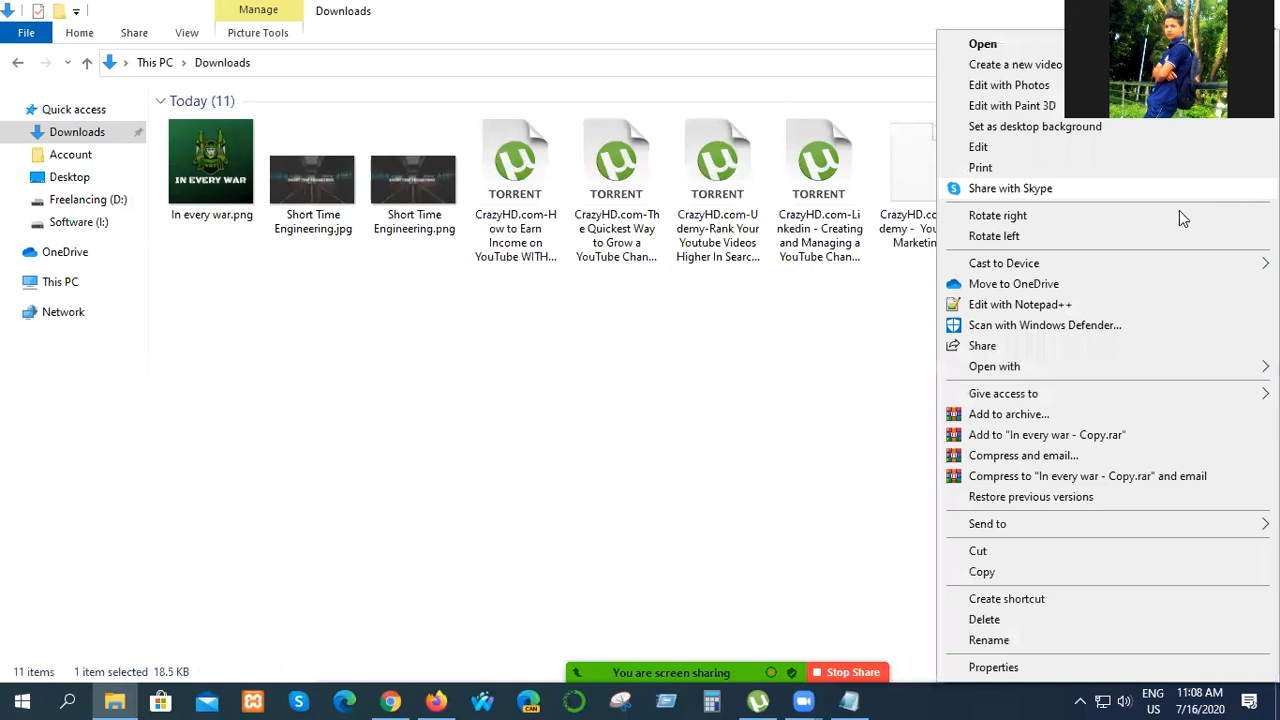 Manage
Downloads
File
Home
Share
View
Picture Tools
This PC
Downloads
Quick access
Downloads
Account
Desktop
Freelancing (D:)
Software (I:)
OneDrive
This PC
Network
Today (11)
IN EVERY WAR
In every war.png
Short Time
Engineering.jpg
Short Time
Engineering.png
TORRENT
CrazyHD.com-H
ow to Earn
Income on
YouTube WITH...
TORRENT
CrazyHD.com-Th
e Quickest Way
to Grow a
YouTube Chan...
TORRENT
CrazyHD.com-U
demy-Rank Your
Youtube Videos
Higher In Searc...
TORRENT
CrazyHD.com-Li
nkedin - Creating
and Managing a
YouTube Chan...
Open
Create a new video
Edit with Photos
Edit with Paint 3D
Set as desktop background
Edit
Print
Share with Skype
Rotate right
Rotate left
Cast to Device
Move to OneDrive
Edit with Notepad++
Scan with Windows Defender...
Share
Open with
Give access to
Add to archive...
Add to "In every war - Copy.rar"
Compress and email...
Compress to "In every war - Copy.rar" and email
Restore previous versions
Send to
Cut
Copy
Create shortcut
Delete
Rename
Properties
11 items
1 item selected 18.5 KB
You are screen sharing
Stop Share
CAN
ENG
US
11:08 AM
7/16/2020